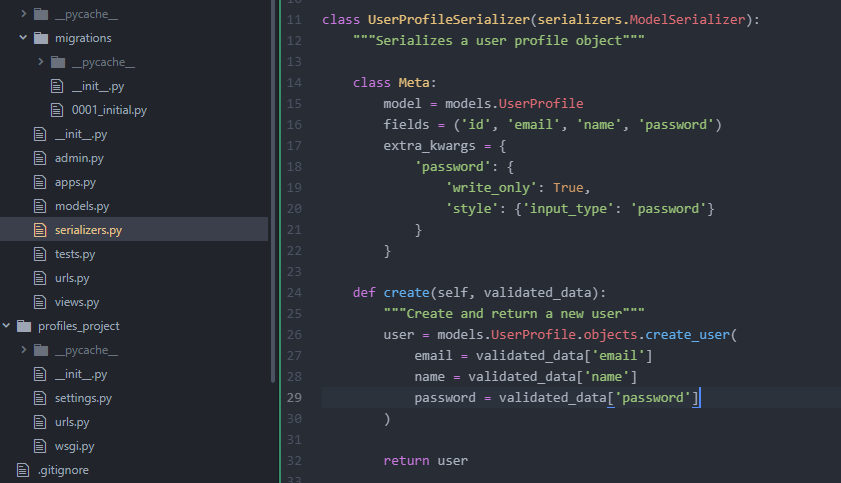 __pycache__
migrations
__pycache__
__init__.py
0001_initial.py
__init__.py
admin.py
apps.py
models.py
serializers.py
tests.py
urls.py
views.py
profiles_project
__pycache__
__init__.py
settings.py
urls.py
wsgi.py
.gitignore
11 class UserProfileSerializer(serializers.ModelSerializer):
12     """Serializes a user profile object"""
13
14     class Meta:
15         model = models.UserProfile
16         fields = ('id', 'email', 'name', 'password')
17         extra_kwargs = {
18             'password': {
19                 'write_only': True,
20                 'style': {'input_type': 'password'}
21             }
22         }
23
24     def create(self, validated_data):
25         """Create and return a new user"""
26         user = models.UserProfile.objects.create_user(
27             email = validated_data['email']
28             name = validated_data['name']
29             password = validated_data['password']
30         )
31
32         return user